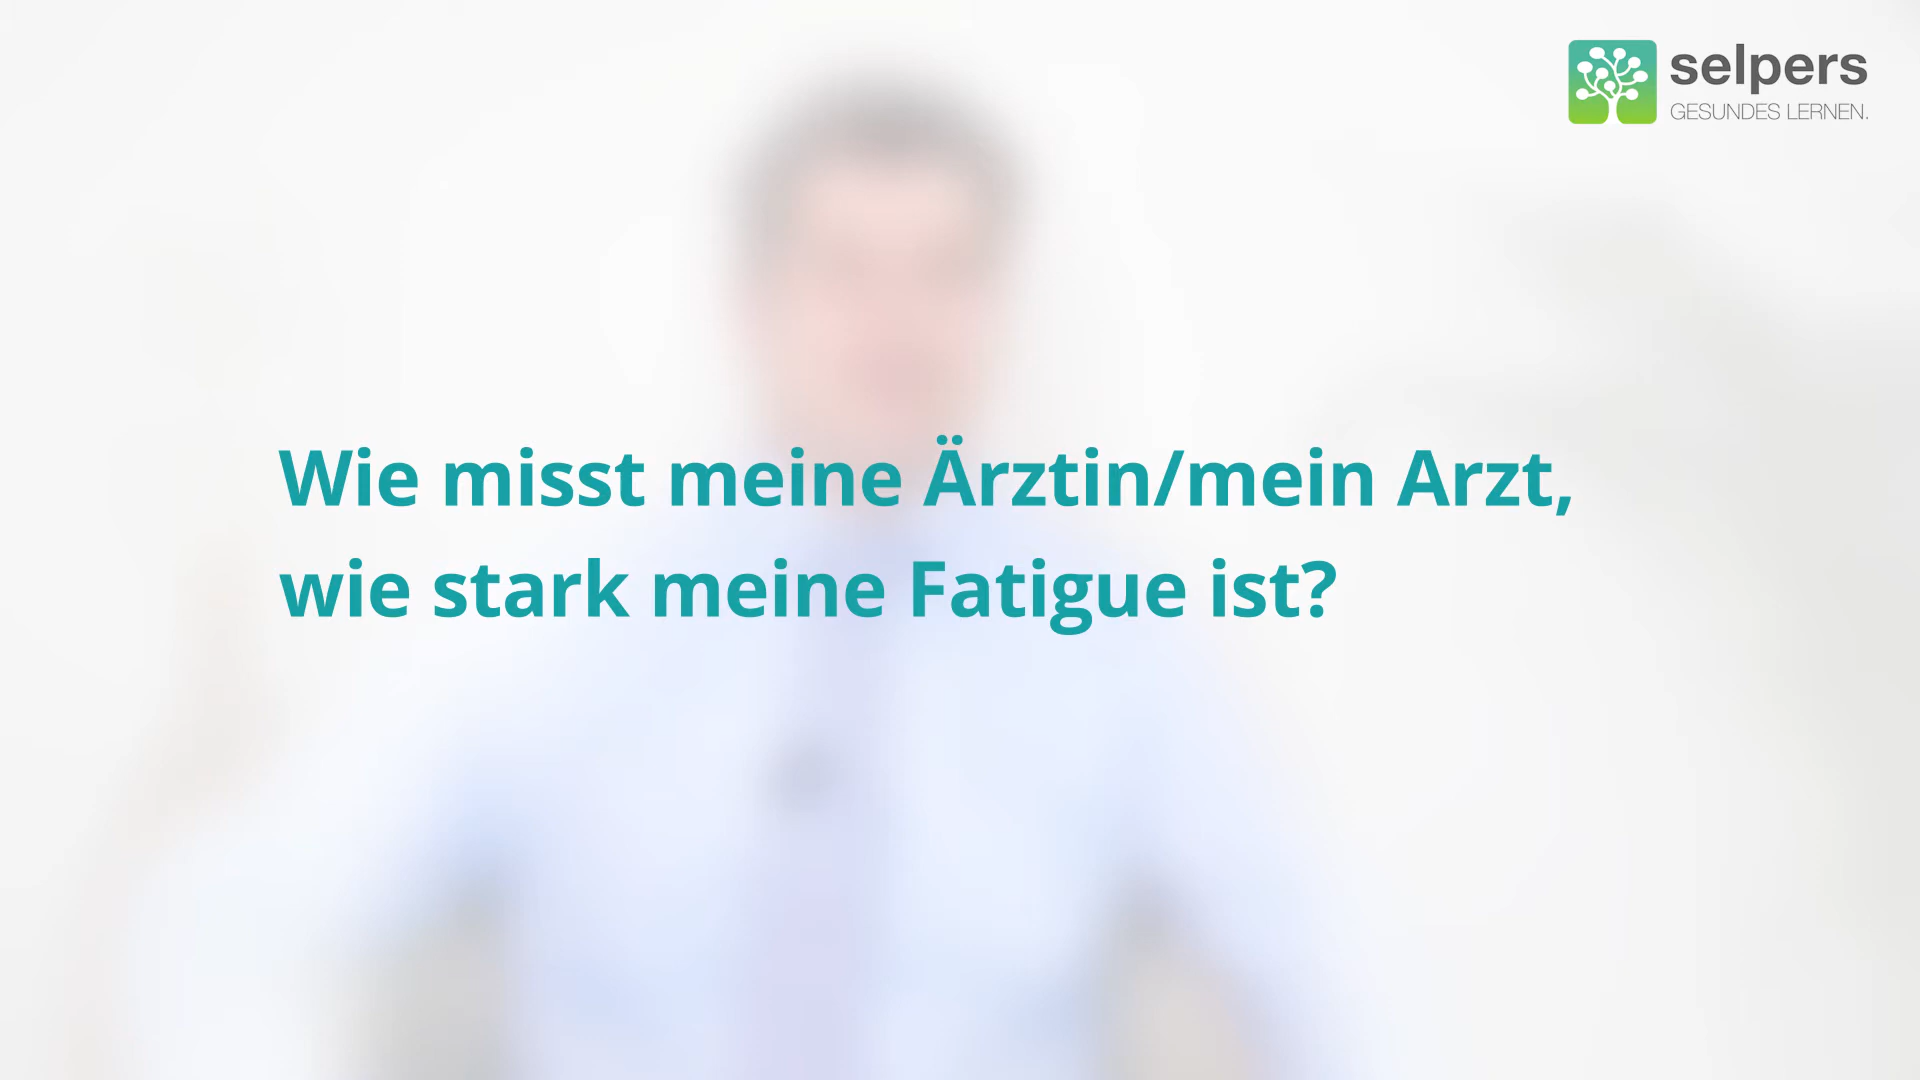 selpers
GESUNDES LERNEN.
Wie misst meine Ärztin/mein Arzt,
wie stark meine Fatigue ist?